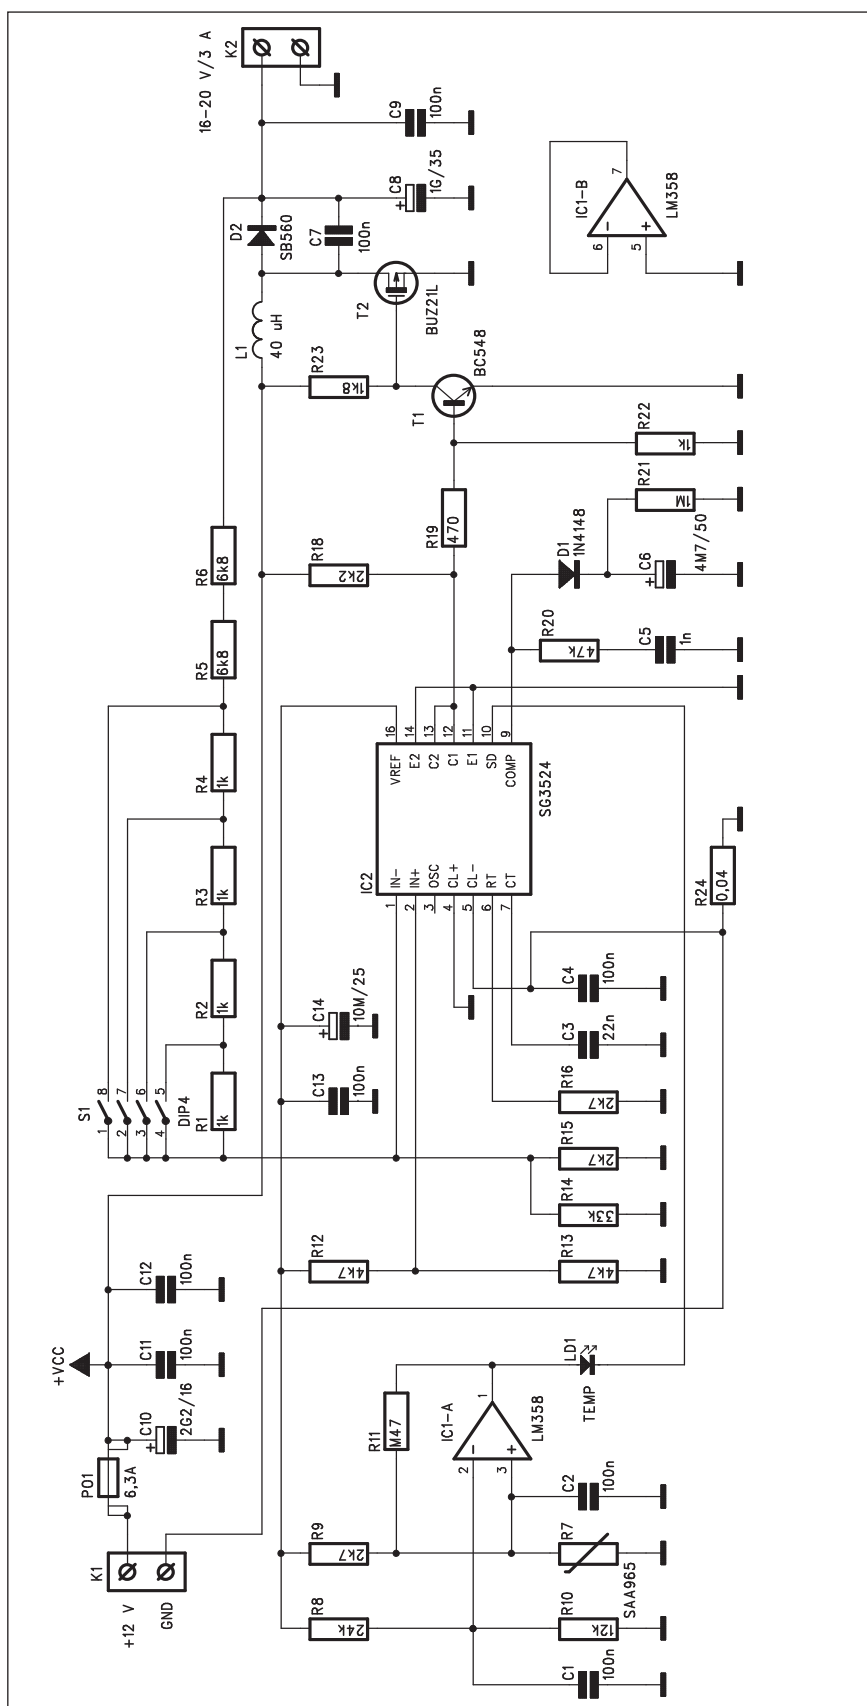 K2
16-20 V/3 A
C9
100n
C8
1G/35
+
D2
SB560
C7
100n
L1
40 uH
T2
BUZ21L
R23
1k8
T1
BC548
IC1-B
LM358
6
5
7
-
+
R22
1k
R21
1M
R19
470
R18
2k2
D1
1N4148
C6
4M7/50
+
R20
47k
C5
1n
R6
6k8
R5
6k8
R4
1k
R3
1k
R2
1k
R1
1k
S1
DIP4
8
7
6
5
1
2
3
4
IC2
SG3524
VREF
E2
C2
C1
E1
SD
COMP
16
14
13
12
11
10
9
IN-
IN+
OSC
CL+
CL-
RT
CT
1
2
3
4
5
6
7
R24
0,04
C14
10M/25
+
C13
100n
C4
100n
C3
22n
R16
2k7
R15
2k7
R14
33k
R13
4k7
R12
4k7
+VCC
C12
100n
C11
100n
C10
2G2/16
+
PO1
6,3A
K1
+12 V
GND
R11
M47
IC1-A
LM358
2
3
1
-
+
LD1
TEMP
R9
2k7
R8
24k
C2
100n
R7
SAA965
R10
12k
C1
100n